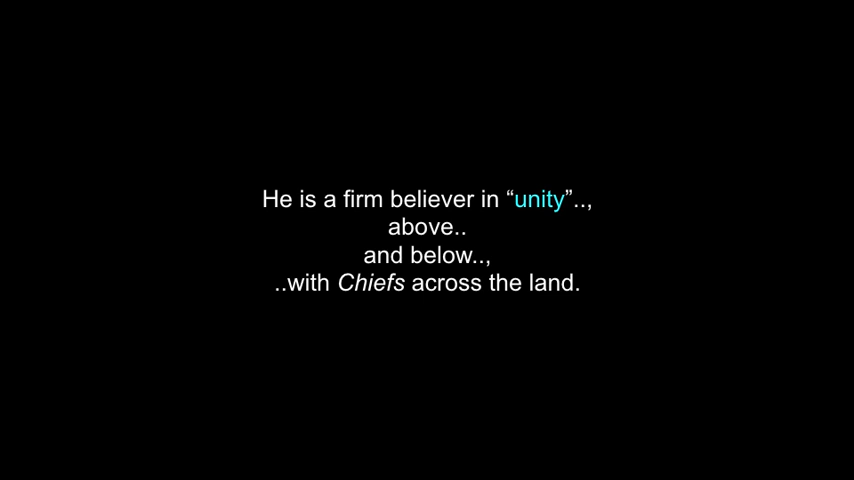 He is a firm believer in “unity”..,
above..
and below..,
..with Chiefs across the land.